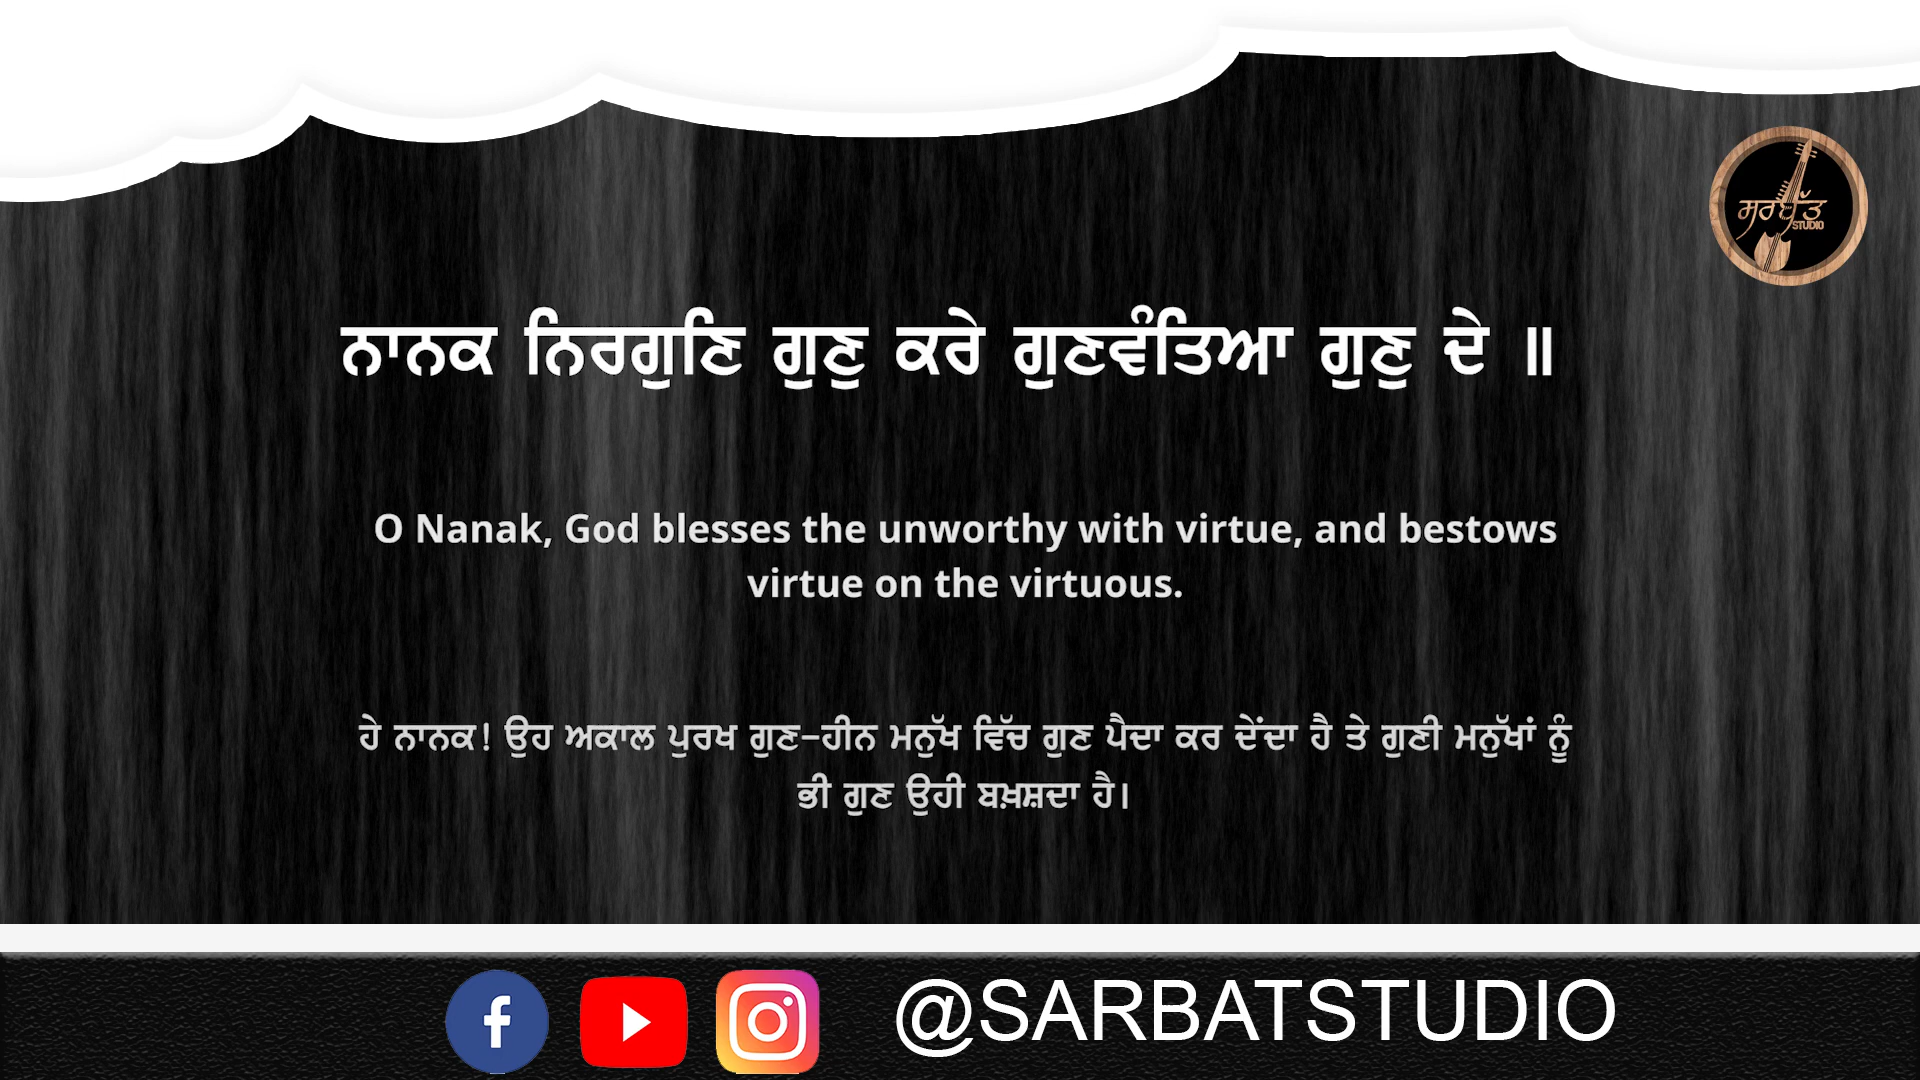 ਸਰਬੱਤ
STUDIO
ਨਾਨਕ ਨਿਰਗੁਣਿ ਗੁਣੁ ਕਰੇ ਗੁਣਵੰਤਿਆ ਗੁਣੁ ਦੇ ॥
O Nanak, God blesses the unworthy with virtue, and bestows
virtue on the virtuous.
ਹੇ ਨਾਨਕ! ਉਹ ਅਕਾਲ ਪੁਰਖ ਗੁਣ-ਹੀਨ ਮਨੁੱਖ ਵਿੱਚ ਗੁਣ ਪੈਦਾ ਕਰ ਦੇਂਦਾ ਹੈ ਤੇ ਗੁਣੀ ਮਨੁੱਖਾਂ ਨੂੰ
ਭੀ ਗੁਣ ਉਹੀ ਬਖ਼ਸ਼ਦਾ ਹੈ।
@SARBATSTUDIO